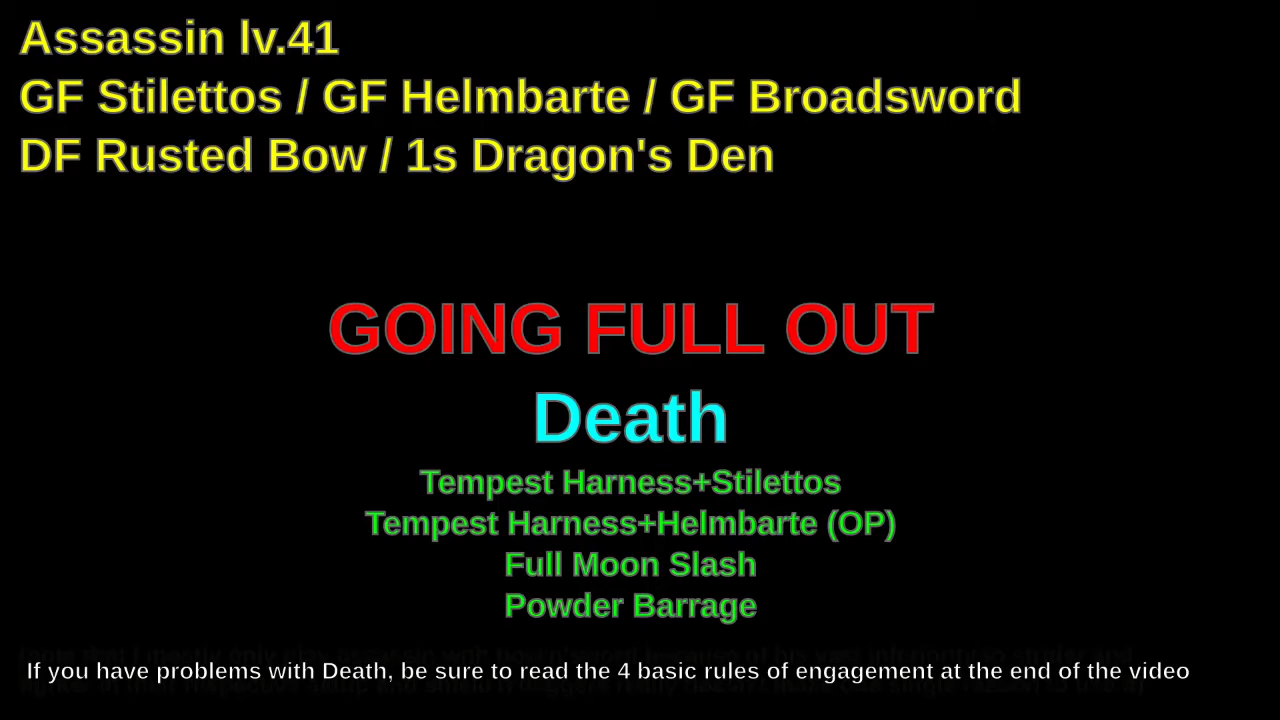 Assassin lv.41
GF Stilettos / GF Helmbarte / GF Broadsword
DF Rusted Bow / 1s Dragon's Den
GOING FULL OUT
Death
Tempest Harness+Stilettos
Tempest Harness+Helmbarte (OP)
Full Moon Slash
Powder Barrage
If you have problems with Death, be sure to read the 4 basic rules of engagement at the end of the video